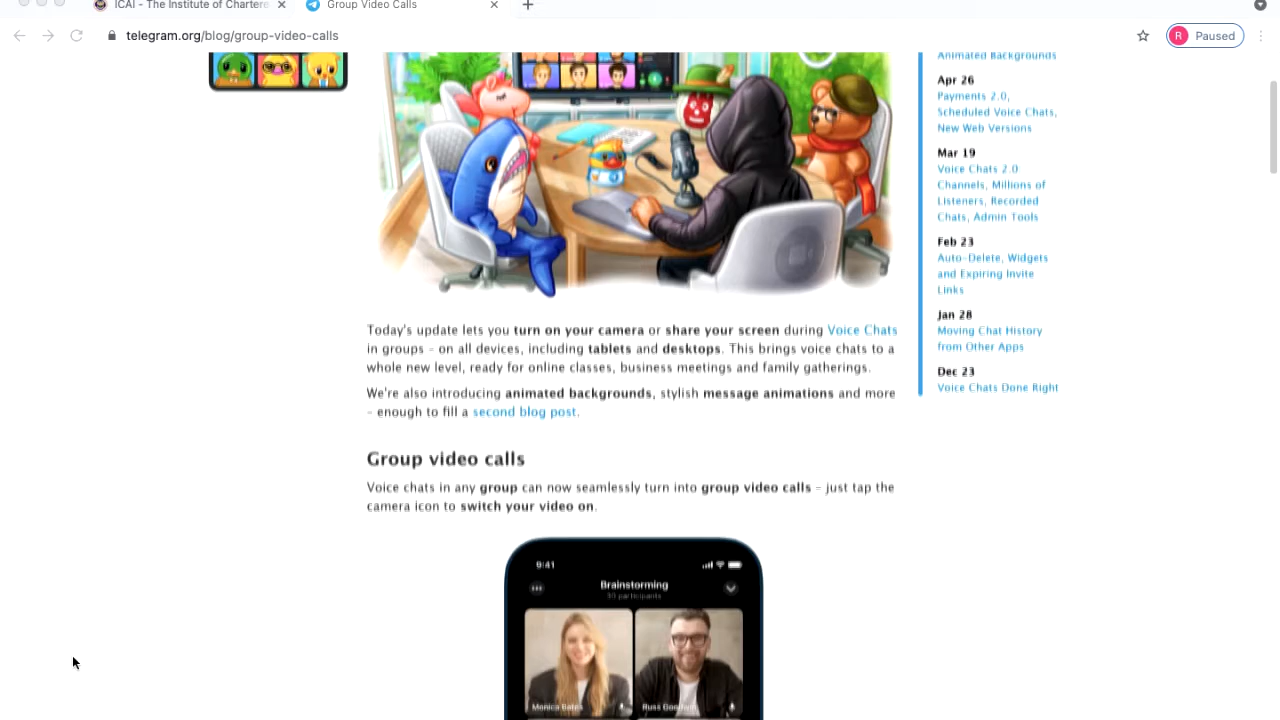 ICAI - The Institute of Chartere
Group Video Calls
telegram.org/blog/group-video-calls
R Paused
Animated Backgrounds
Apr 26
Payments 2.0,
Scheduled Voice Chats,
New Web Versions
Mar 19
Voice Chats 2.0
Channels, Millions of
Listeners, Recorded
Chats, Admin Tools
Feb 23
Auto-Delete, Widgets
and Expiring Invite
Links
Jan 28
Moving Chat History
from Other Apps
Dec 23
Voice Chats Done Right
Today's update lets you turn on your camera or share your screen during Voice Chats
in groups – on all devices, including tablets and desktops. This brings voice chats to a
whole new level, ready for online classes, business meetings and family gatherings.
We're also introducing animated backgrounds, stylish message animations and more
– enough to fill a second blog post.
Group video calls
Voice chats in any group can now seamlessly turn into group video calls – just tap the
camera icon to switch your video on.
9:41
Brainstorming
30 participants
Monica Bates
Russ Goodwin